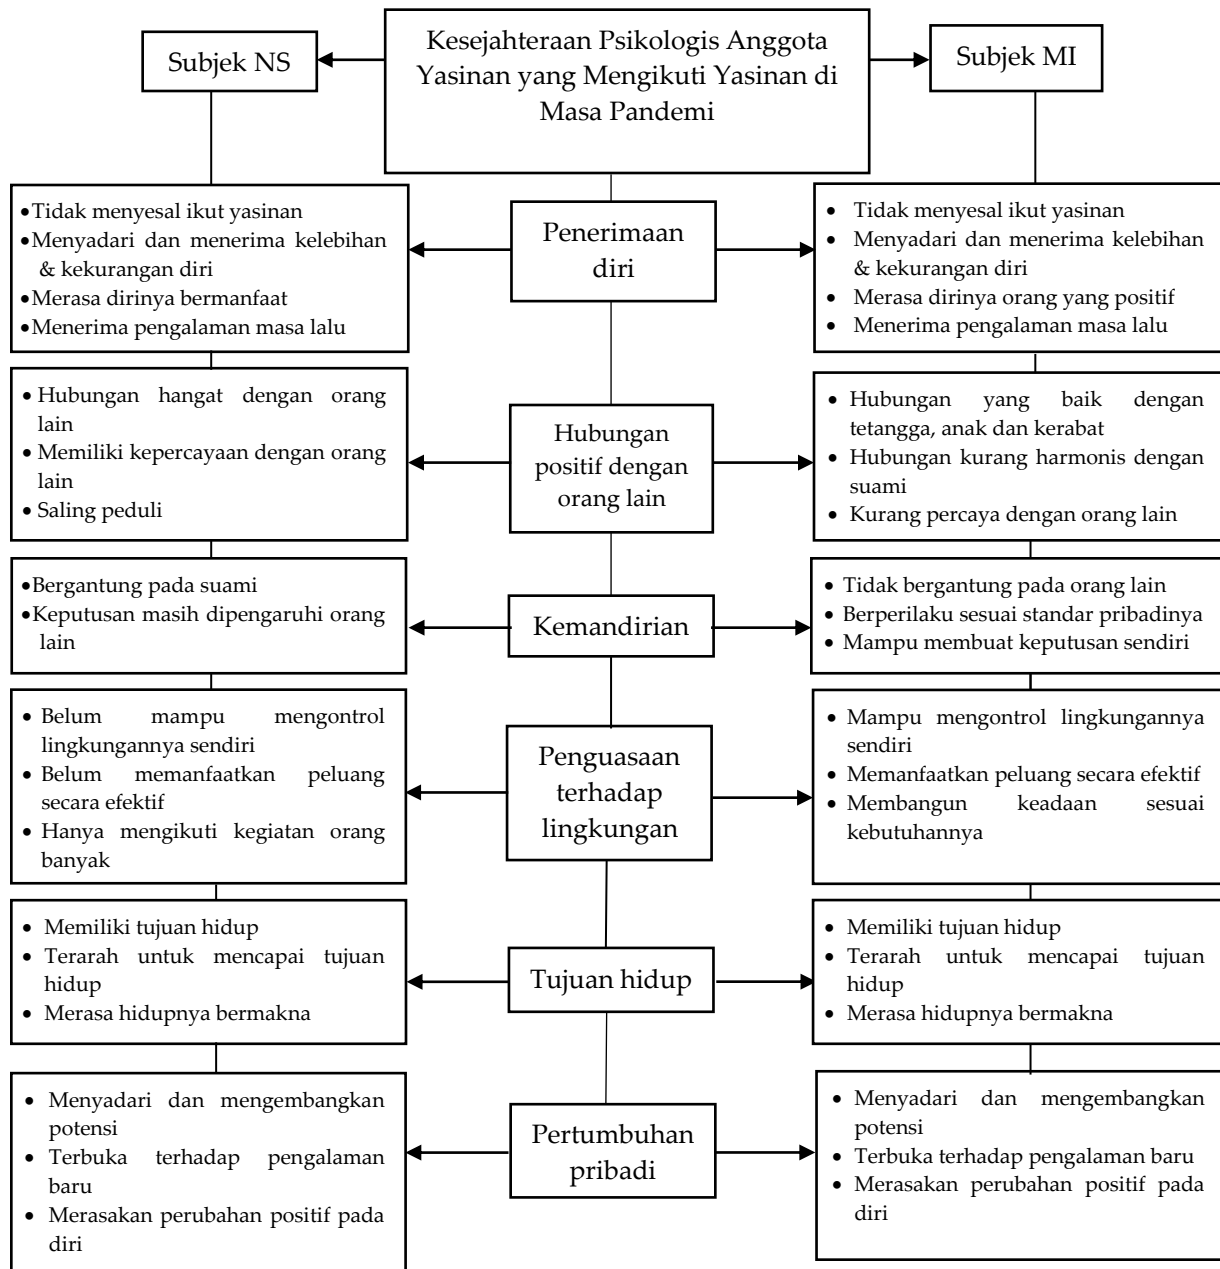 Subjek NS
Kesejahteraan Psikologis Anggota
Yasinan yang Mengikuti Yasinan di
Masa Pandemi
Subjek MI
•Tidak menyesal ikut yasinan
•Menyadari dan menerima kelebihan
& kekurangan diri
•Merasa dirinya bermanfaat
•Menerima pengalaman masa lalu
Penerimaan
diri
• Tidak menyesal ikut yasinan
• Menyadari dan menerima kelebihan
& kekurangan diri
• Merasa dirinya orang yang positif
• Menerima pengalaman masa lalu
• Hubungan hangat dengan orang
lain
• Memiliki kepercayaan dengan orang
lain
• Saling peduli
Hubungan
positif dengan
orang lain
• Hubungan yang baik dengan
tetangga, anak dan kerabat
• Hubungan kurang harmonis dengan
suami
• Kurang percaya dengan orang lain
•Bergantung pada suami
•Keputusan masih dipengaruhi orang
lain
Kemandirian
• Tidak bergantung pada orang lain
• Berperilaku sesuai standar pribadinya
• Mampu membuat keputusan sendiri
• Belum mampu mengontrol
lingkungannya sendiri
• Belum memanfaatkan peluang
secara efektif
• Hanya mengikuti kegiatan orang
banyak
Penguasaan
terhadap
lingkungan
• Mampu mengontrol lingkungannya
sendiri
• Memanfaatkan peluang secara efektif
• Membangun keadaan sesuai
kebutuhannya
• Memiliki tujuan hidup
• Terarah untuk mencapai tujuan
hidup
• Merasa hidupnya bermakna
Tujuan hidup
• Memiliki tujuan hidup
• Terarah untuk mencapai tujuan
hidup
• Merasa hidupnya bermakna
• Menyadari dan mengembangkan
potensi
• Terbuka terhadap pengalaman
baru
• Merasakan perubahan positif pada
diri
Pertumbuhan
pribadi
• Menyadari dan mengembangkan
potensi
• Terbuka terhadap pengalaman baru
• Merasakan perubahan positif pada
diri